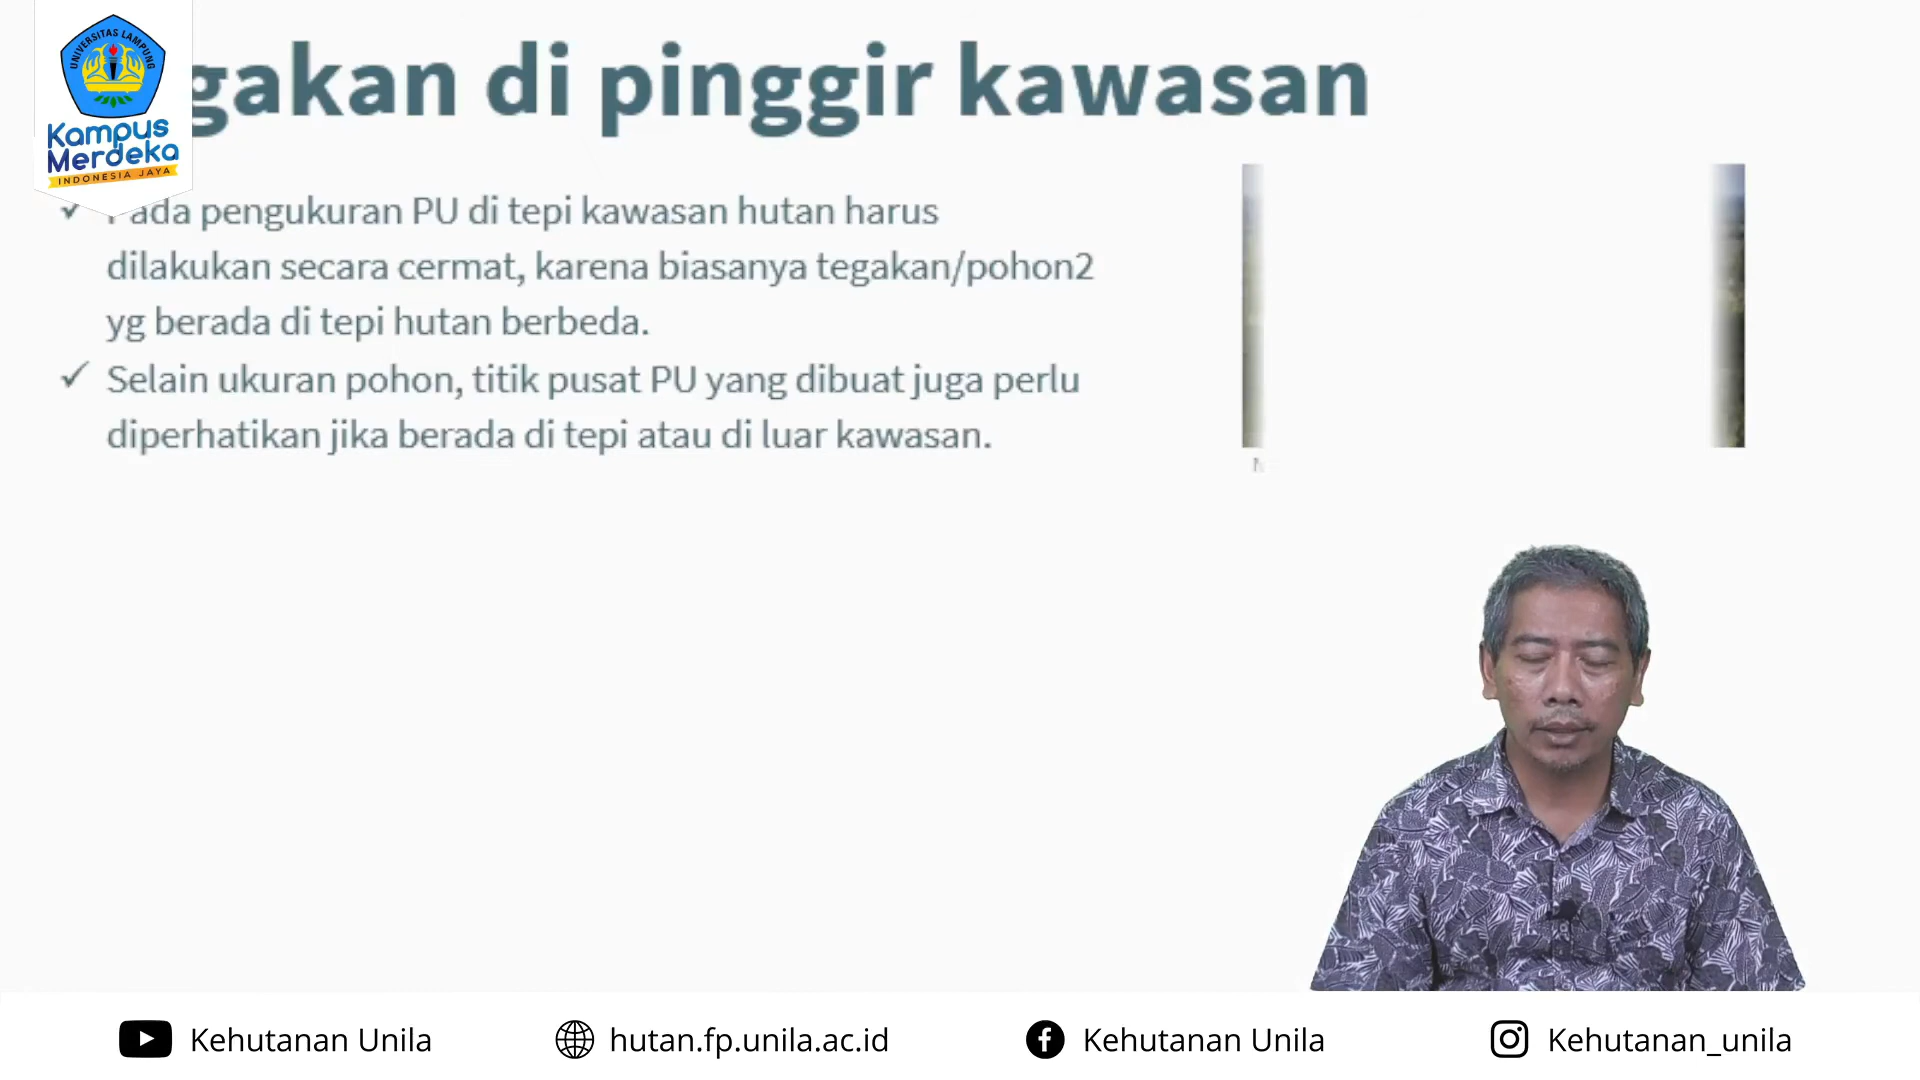 UNIVERSITAS LAMPUNG
Kampus
Merdeka
INDONESIA JAYA
gakan di pinggir kawasan
✓ Pada pengukuran PU di tepi kawasan hutan harus
dilakukan secara cermat, karena biasanya tegakan/pohon2
yg berada di tepi hutan berbeda.
✓ Selain ukuran pohon, titik pusat PU yang dibuat juga perlu
diperhatikan jika berada di tepi atau di luar kawasan.
Kehutanan Unila
hutan.fp.unila.ac.id
Kehutanan Unila
Kehutanan_unila